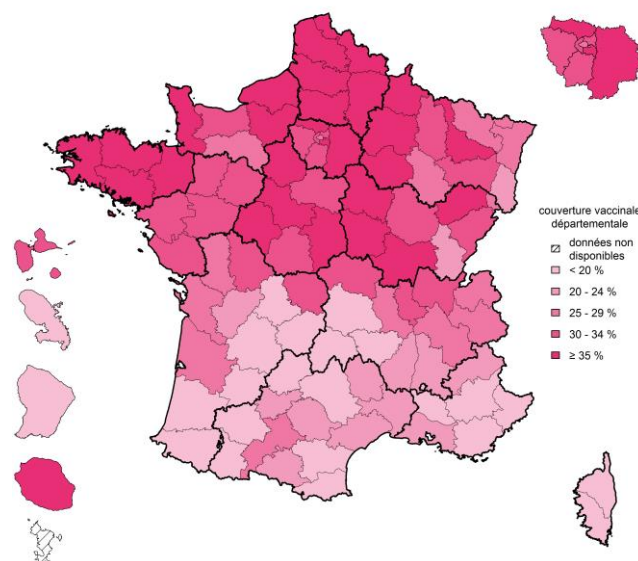 couverture vaccinale
départementale
données non
disponibles
< 20 %
20 - 24 %
25 - 29 %
30 - 34 %
≥ 35 %